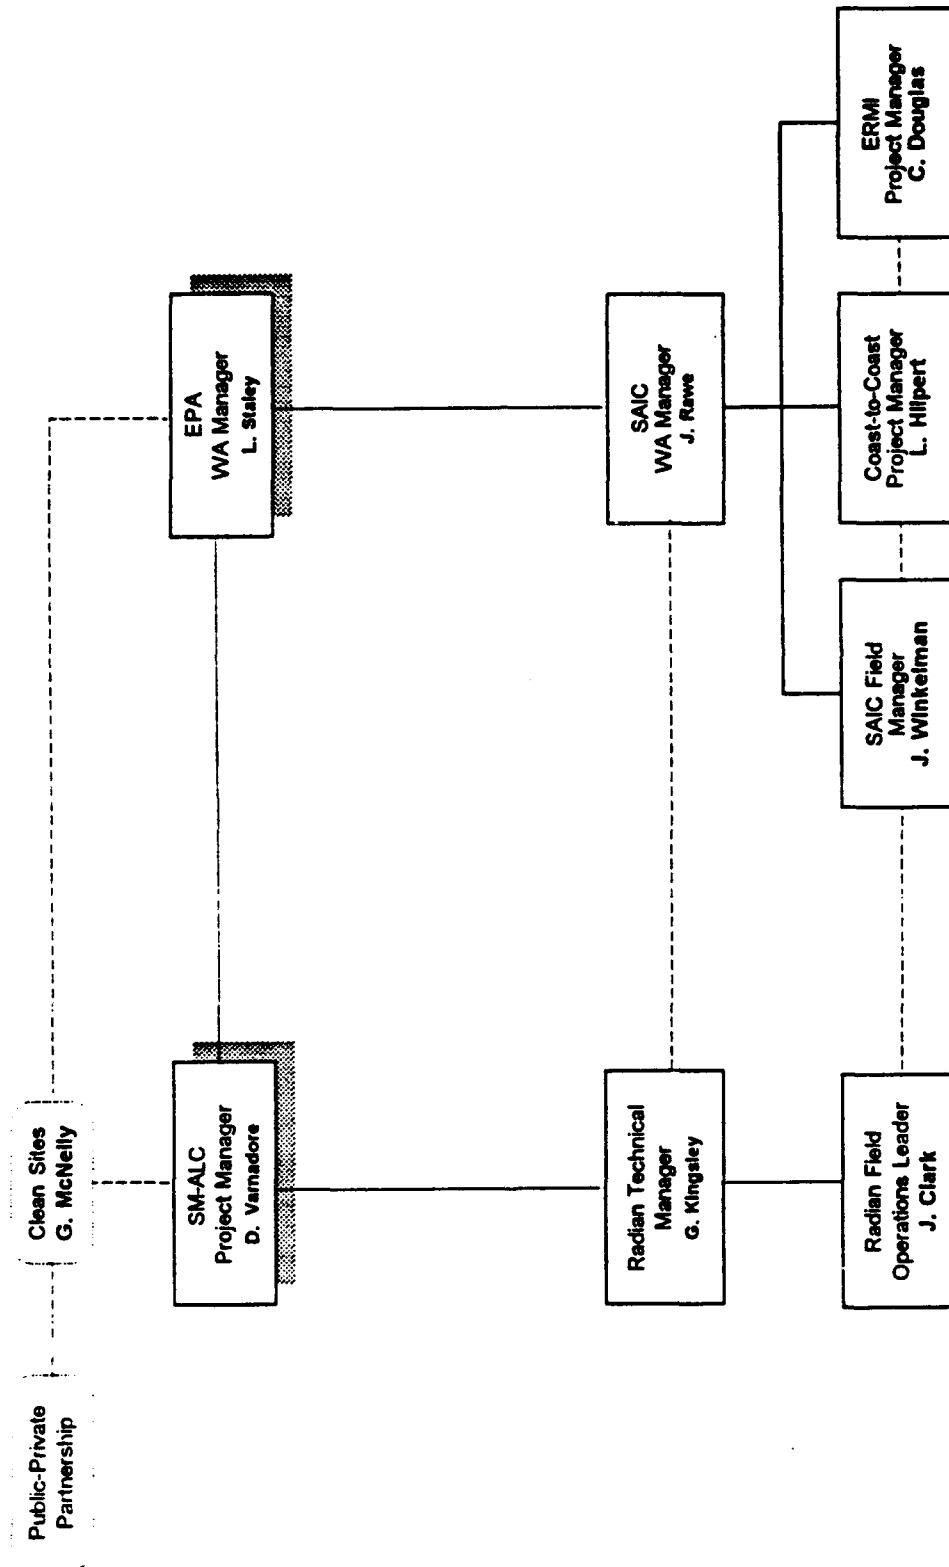 Public-Private
Partnership
Clean Sites
G. McNelly
SM-ALC
Project Manager
D. Varnadore
EPA
WA Manager
L. Staley
Radian Technical
Manager
G. Kingsley
SAIC
WA Manager
J. Rawe
Radian Field
Operations Leader
J. Clark
SAIC Field
Manager
J. Winkelman
Coast-to-Coast
Project Manager
L. Hilpert
ERMI
Project Manager
C. Douglas